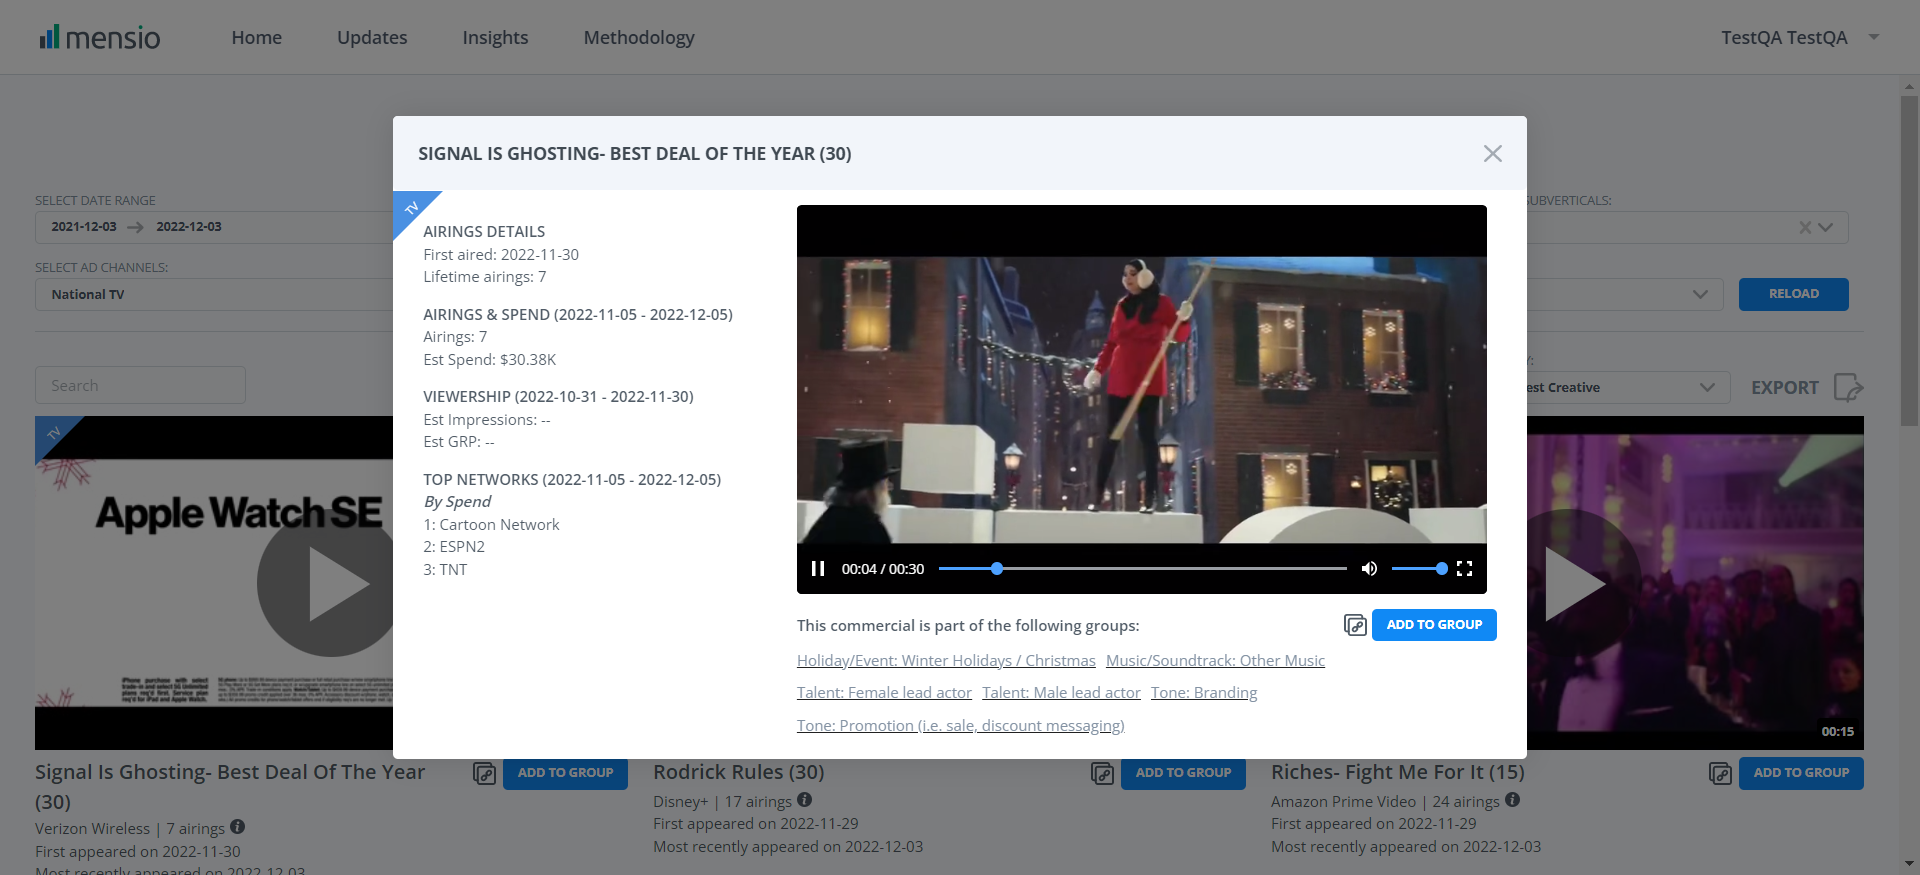 mensio
Home
Updates
Insights
Methodology
TestQA TestQA
SIGNAL IS GHOSTING- BEST DEAL OF THE YEAR (30)
TV
AIRINGS DETAILS
First aired: 2022-11-30
Lifetime airings: 7
AIRINGS & SPEND (2022-11-05 - 2022-12-05)
Airings: 7
Est Spend: $30.38K
VIEWERSHIP (2022-10-31 - 2022-11-30)
Est Impressions: --
Est GRP: --
TOP NETWORKS (2022-11-05 - 2022-12-05)
By Spend
1: Cartoon Network
2: ESPN2
3: TNT
00:04 / 00:30
This commercial is part of the following groups:
ADD TO GROUP
Holiday/Event: Winter Holidays / Christmas Music/Soundtrack: Other Music
Talent: Female lead actor Talent: Male lead actor Tone: Branding
Tone: Promotion (i.e. sale, discount messaging)
SELECT DATE RANGE
2021-12-03 → 2022-12-03
SUBVERTICALS:
SELECT AD CHANNELS:
National TV
RELOAD
Search
Y:
est Creative
EXPORT
TV
Apple Watch SE
00:15
Signal Is Ghosting- Best Deal Of The Year
(30)
ADD TO GROUP
Verizon Wireless | 7 airings
First appeared on 2022-11-30
Most recently appeared on 2022-12-03
Rodrick Rules (30)
ADD TO GROUP
Disney+ | 17 airings
First appeared on 2022-11-29
Most recently appeared on 2022-12-03
Riches- Fight Me For It (15)
ADD TO GROUP
Amazon Prime Video | 24 airings
First appeared on 2022-11-29
Most recently appeared on 2022-12-03